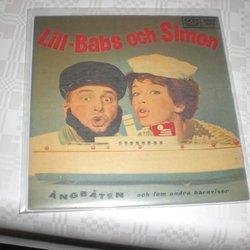 Lill-Babs och Simon
ÅNGBÅTEN och fem andra barnvisor